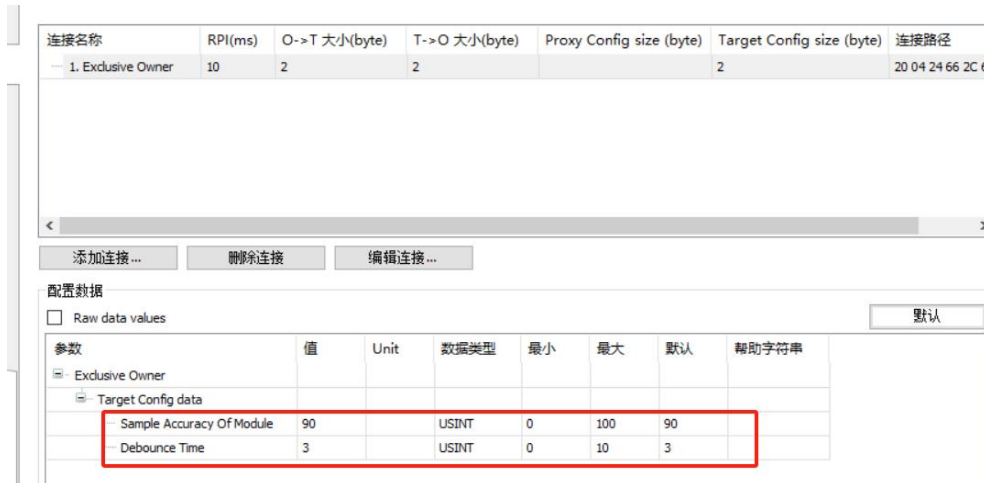 连接名称 RPI(ms) O->T 大小(byte) T->O 大小(byte) Proxy Config size (byte) Target Config size (byte) 连接路径
1. Exclusive Owner 10 2 2 2 20 04 24 66 2C
添加连接... 删除连接 编辑连接...
配置数据
Raw data values 默认
参数 值 Unit 数据类型 最小 最大 默认 帮助字符串
Exclusive Owner
Target Config data
Sample Accuracy Of Module 90 USINT 0 100 90
Debounce Time 3 USINT 0 10 3